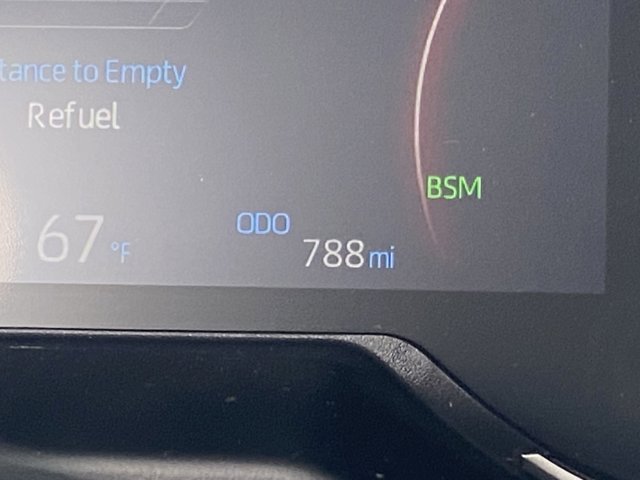 tance to Empty
Refuel
BSM
67 °F
ODO
788 mi